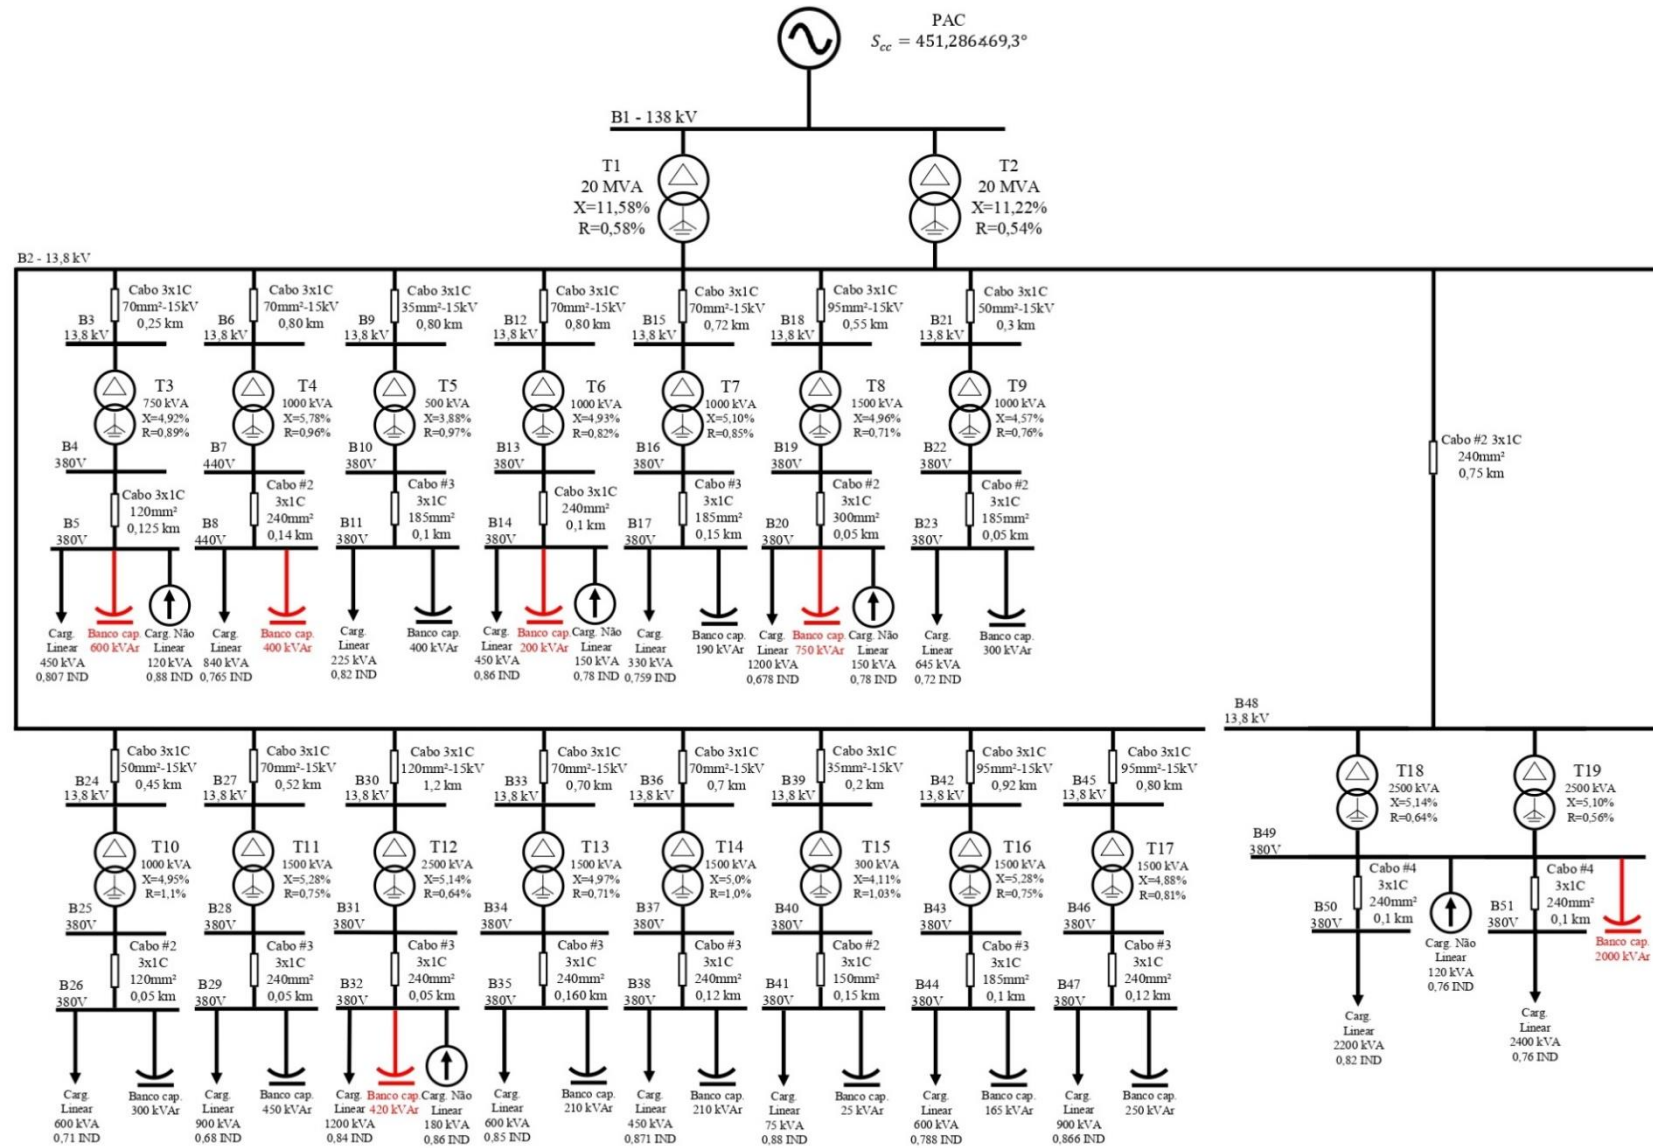 PAC
S_cc = 451,286∡69,3°
B1 - 138 kV
T1
20 MVA
X=11,58%
R=0,58%
T2
20 MVA
X=11,22%
R=0,54%
B2 - 13,8 kV
Cabo 3x1C
70mm²-15kV
0,25 km
B3
13,8 kV
T3
750 kVA
X=4,92%
R=0,89%
B4
380V
Cabo 3x1C
120mm²
0,125 km
B5
380V
Carg.
Linear
450 kVA
0,807 IND
Banco cap.
600 kVAr
Carg. Não
Linear
120 kVA
0,88 IND
Cabo 3x1C
70mm²-15kV
0,80 km
B6
13,8 kV
T4
1000 kVA
X=5,78%
R=0,96%
B7
440V
Cabo #2
3x1C
240mm²
0,14 km
B8
440V
Carg.
Linear
840 kVA
0,765 IND
Banco cap.
400 kVAr
Cabo 3x1C
35mm²-15kV
0,80 km
B9
13,8 kV
T5
500 kVA
X=3,88%
R=0,97%
B10
380V
Cabo #3
3x1C
185mm²
0,1 km
B11
380V
Carg.
Linear
225 kVA
0,82 IND
Banco cap.
400 kVAr
Cabo 3x1C
70mm²-15kV
0,80 km
B12
13,8 kV
T6
1000 kVA
X=4,93%
R=0,82%
B13
380V
Cabo 3x1C
240mm²
0,1 km
B14
380V
Carg.
Linear
450 kVA
0,86 IND
Banco cap.
200 kVAr
Carg. Não
Linear
150 kVA
0,78 IND
Cabo 3x1C
70mm²-15kV
0,72 km
B15
13,8 kV
T7
1000 kVA
X=5,10%
R=0,85%
B16
380V
Cabo #3
3x1C
185mm²
0,15 km
B17
380V
Carg.
Linear
330 kVA
0,759 IND
Banco cap.
190 kVAr
Cabo 3x1C
95mm²-15kV
0,55 km
B18
13,8 kV
T8
1500 kVA
X=4,96%
R=0,71%
B19
380V
Cabo #2
3x1C
300mm²
0,05 km
B20
380V
Carg.
Linear
1200 kVA
0,678 IND
Banco cap.
750 kVAr
Carg. Não
Linear
150 kVA
0,78 IND
Cabo 3x1C
50mm²-15kV
0,3 km
B21
13,8 kV
T9
1000 kVA
X=4,57%
R=0,76%
B22
380V
Cabo #2
3x1C
185mm²
0,05 km
B23
380V
Carg.
Linear
645 kVA
0,72 IND
Banco cap.
300 kVAr
Cabo #2 3x1C
240mm²
0,75 km
Cabo 3x1C
50mm²-15kV
0,45 km
B24
13,8 kV
T10
1000 kVA
X=4,95%
R=1,1%
B25
380V
Cabo #2
3x1C
120mm²
0,05 km
B26
380V
Carg.
Linear
600 kVA
0,71 IND
Banco cap.
300 kVAr
Cabo 3x1C
70mm²-15kV
0,52 km
B27
13,8 kV
T11
1500 kVA
X=5,28%
R=0,75%
B28
380V
Cabo #3
3x1C
240mm²
0,05 km
B29
380V
Carg.
Linear
900 kVA
0,68 IND
Banco cap.
450 kVAr
Cabo 3x1C
120mm²-15kV
1,2 km
B30
13,8 kV
T12
2500 kVA
X=5,14%
R=0,64%
B31
380V
Cabo #3
3x1C
240mm²
0,05 km
B32
380V
Carg.
Linear
1200 kVA
0,84 IND
Banco cap.
420 kVAr
Carg. Não
Linear
180 kVA
0,86 IND
Cabo 3x1C
70mm²-15kV
0,70 km
B33
13,8 kV
T13
1500 kVA
X=4,97%
R=0,71%
B34
380V
Cabo #3
3x1C
240mm²
0,160 km
B35
380V
Carg.
Linear
600 kVA
0,85 IND
Banco cap.
210 kVAr
Cabo 3x1C
70mm²-15kV
0,7 km
B36
13,8 kV
T14
1500 kVA
X=5,0%
R=1,0%
B37
380V
Cabo #3
3x1C
240mm²
0,12 km
B38
380V
Carg.
Linear
450 kVA
0,871 IND
Banco cap.
210 kVAr
Cabo 3x1C
35mm²-15kV
0,2 km
B39
13,8 kV
T15
300 kVA
X=4,11%
R=1,03%
B40
380V
Cabo #2
3x1C
150mm²
0,15 km
B41
380V
Carg.
Linear
75 kVA
0,88 IND
Banco cap.
25 kVAr
Cabo 3x1C
95mm²-15kV
0,92 km
B42
13,8 kV
T16
1500 kVA
X=5,28%
R=0,75%
B43
380V
Cabo #3
3x1C
185mm²
0,1 km
B44
380V
Carg.
Linear
600 kVA
0,788 IND
Banco cap.
165 kVAr
Cabo 3x1C
95mm²-15kV
0,80 km
B45
13,8 kV
T17
1500 kVA
X=4,88%
R=0,81%
B46
380V
Cabo #3
3x1C
240mm²
0,12 km
B47
380V
Carg.
Linear
900 kVA
0,866 IND
Banco cap.
250 kVAr
B48
13,8 kV
T18
2500 kVA
X=5,14%
R=0,64%
T19
2500 kVA
X=5,10%
R=0,56%
B49
380V
Cabo #4
3x1C
240mm²
0,1 km
B50
380V
Carg.
Linear
2200 kVA
0,82 IND
Carg. Não
Linear
120 kVA
0,76 IND
Cabo #4
3x1C
240mm²
0,1 km
B51
380V
Carg.
Linear
2400 kVA
0,76 IND
Banco cap.
2000 kVAr